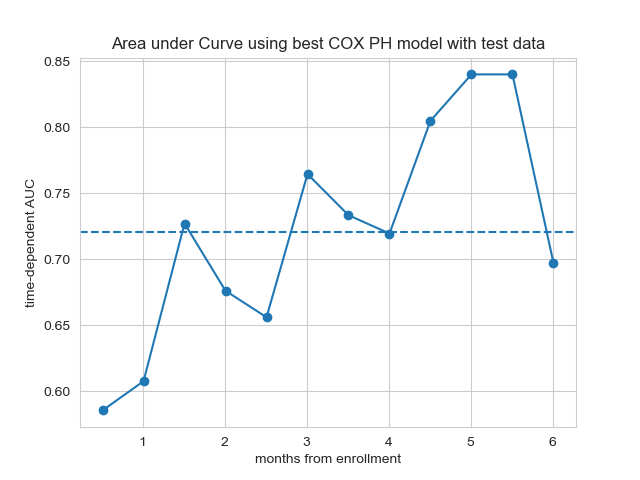 Area under Curve using best COX PH model with test data
0.85
0.80
0.75
0.70
0.65
0.60
time-dependent AUC
1 2 3 4 5 6
months from enrollment